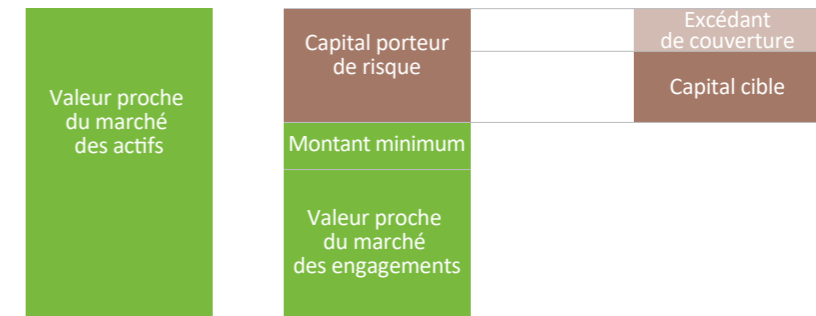 Valeur proche
du marché
des actifs
Capital porteur
de risque
Montant minimum
Valeur proche
du marché
des engagements
Excédant
de couverture
Capital cible